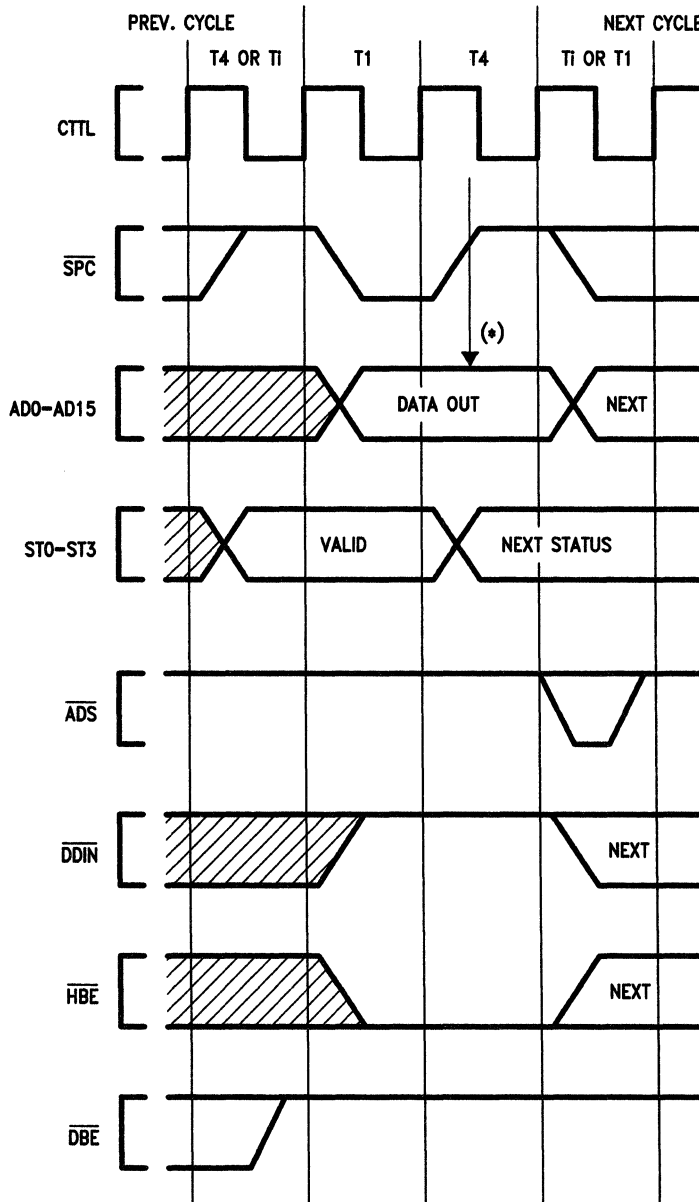 PREV. CYCLE
NEXT CYCLE
T4 OR Ti
T1
T4
Ti OR T1
CTTL
SPC
(*)
AD0-AD15
DATA OUT
NEXT
ST0-ST3
VALID
NEXT STATUS
ADS
DDIN
NEXT
HBE
NEXT
DBE